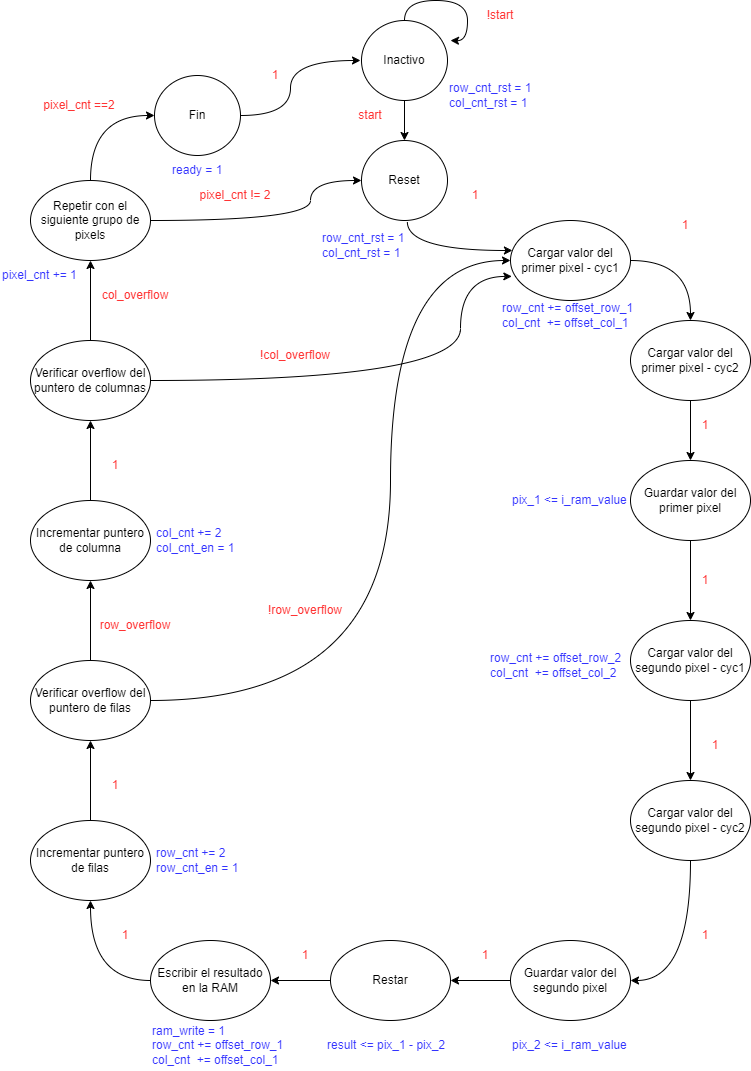 !start
Inactivo
row_cnt_rst = 1
col_cnt_rst = 1
1
pixel_cnt ==2
Fin
ready = 1
start
Reset
row_cnt_rst = 1
col_cnt_rst = 1
pixel_cnt != 2
Repetir con el
siguiente grupo de
pixels
pixel_cnt += 1
1
Cargar valor del
primer pixel - cyc1
row_cnt += offset_row_1
col_cnt  += offset_col_1
1
col_overflow
Cargar valor del
primer pixel - cyc2
!col_overflow
Verificar overflow del
puntero de columnas
1
1
Guardar valor del
primer pixel
pix_1 <= i_ram_value
Incrementar puntero
de columna
col_cnt += 2
col_cnt_en = 1
1
!row_overflow
row_overflow
Cargar valor del
segundo pixel - cyc1
row_cnt += offset_row_2
col_cnt  += offset_col_2
Verificar overflow del
puntero de filas
1
1
Cargar valor del
segundo pixel - cyc2
Incrementar puntero
de filas
row_cnt += 2
row_cnt_en = 1
1
1
1
1
Escribir el resultado
en la RAM
Restar
Guardar valor del
segundo pixel
ram_write = 1
row_cnt += offset_row_1
col_cnt  += offset_col_1
result <= pix_1 - pix_2
pix_2 <= i_ram_value